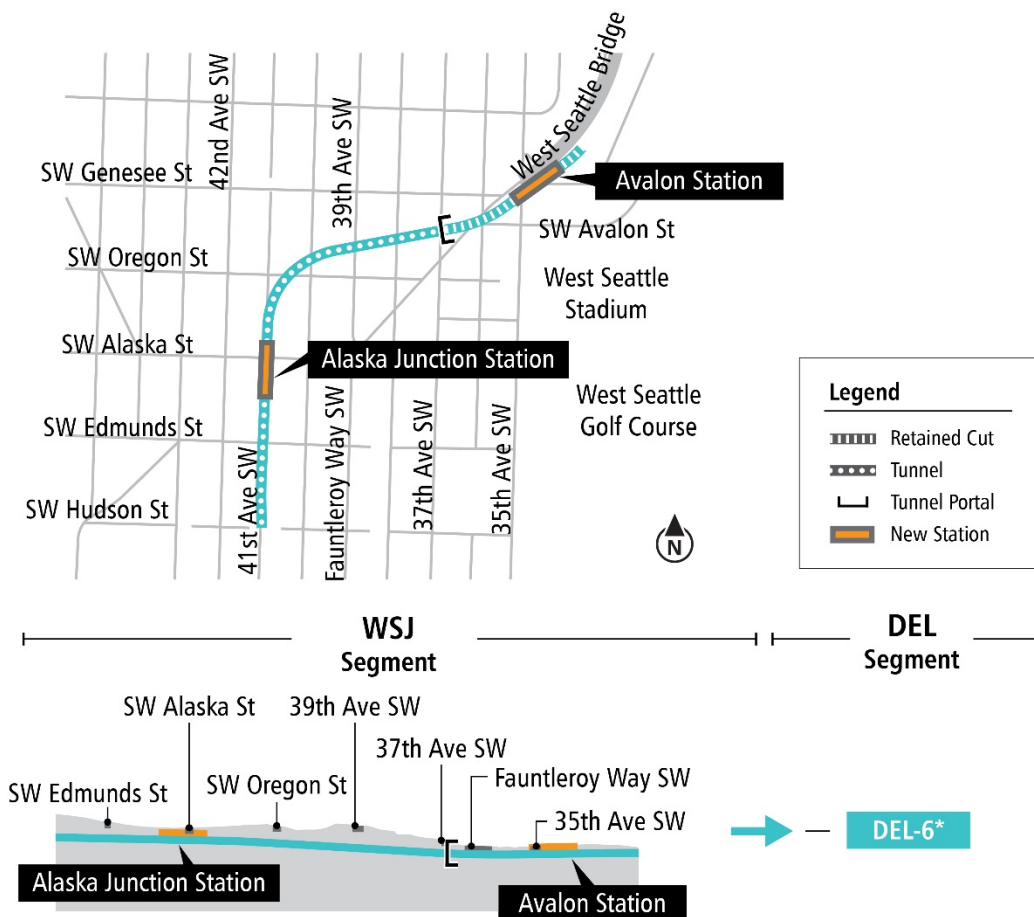 42nd Ave SW
39th Ave SW
West Seattle Bridge
SW Genesee St
Avalon Station
SW Avalon St
SW Oregon St
West Seattle
Stadium
SW Alaska St
Alaska Junction Station
West Seattle
Golf Course
SW Edmunds St
SW Hudson St
41st Ave SW
Fauntleroy Way SW
37th Ave SW
35th Ave SW
N
Legend
Retained Cut
Tunnel
Tunnel Portal
New Station
WSJ
Segment
DEL
Segment
SW Alaska St
39th Ave SW
37th Ave SW
SW Edmunds St
SW Oregon St
Fauntleroy Way SW
35th Ave SW
DEL-6*
Alaska Junction Station
Avalon Station